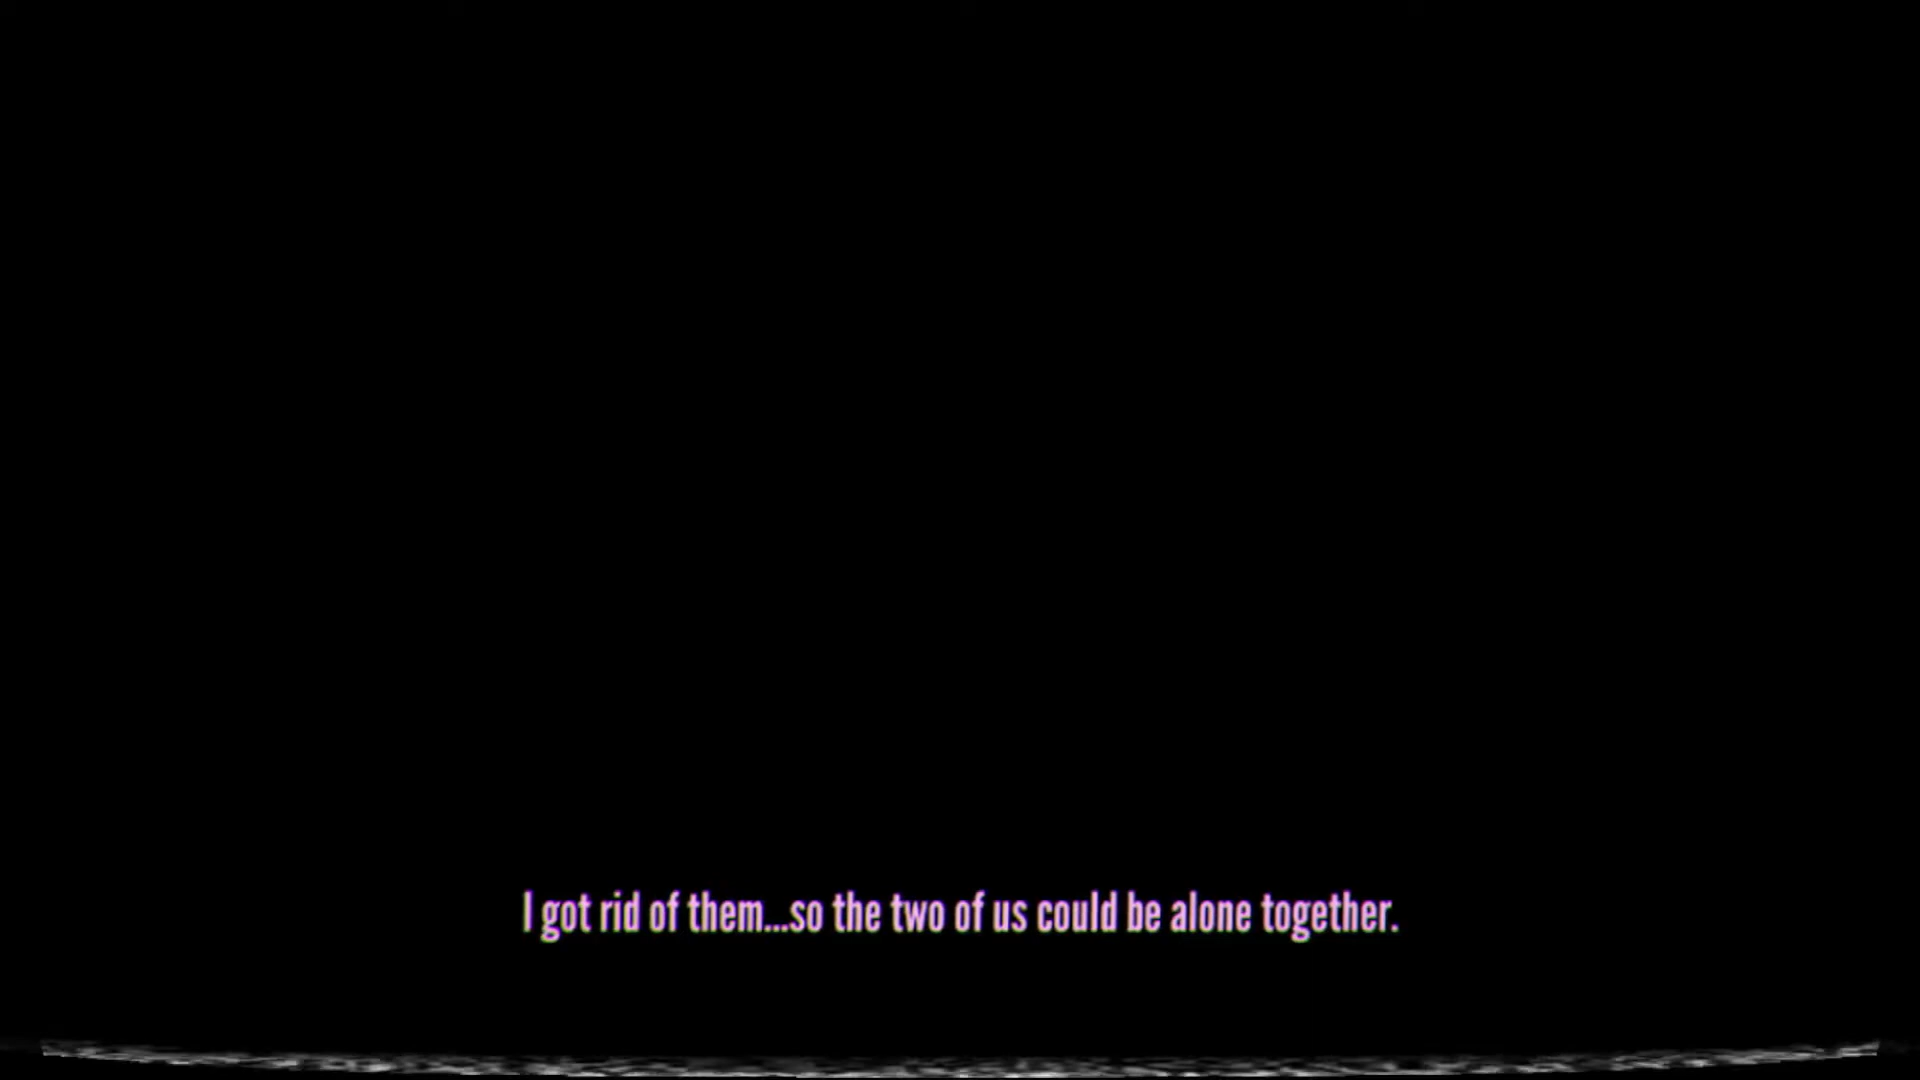 I got rid of them...so the two of us could be alone together.